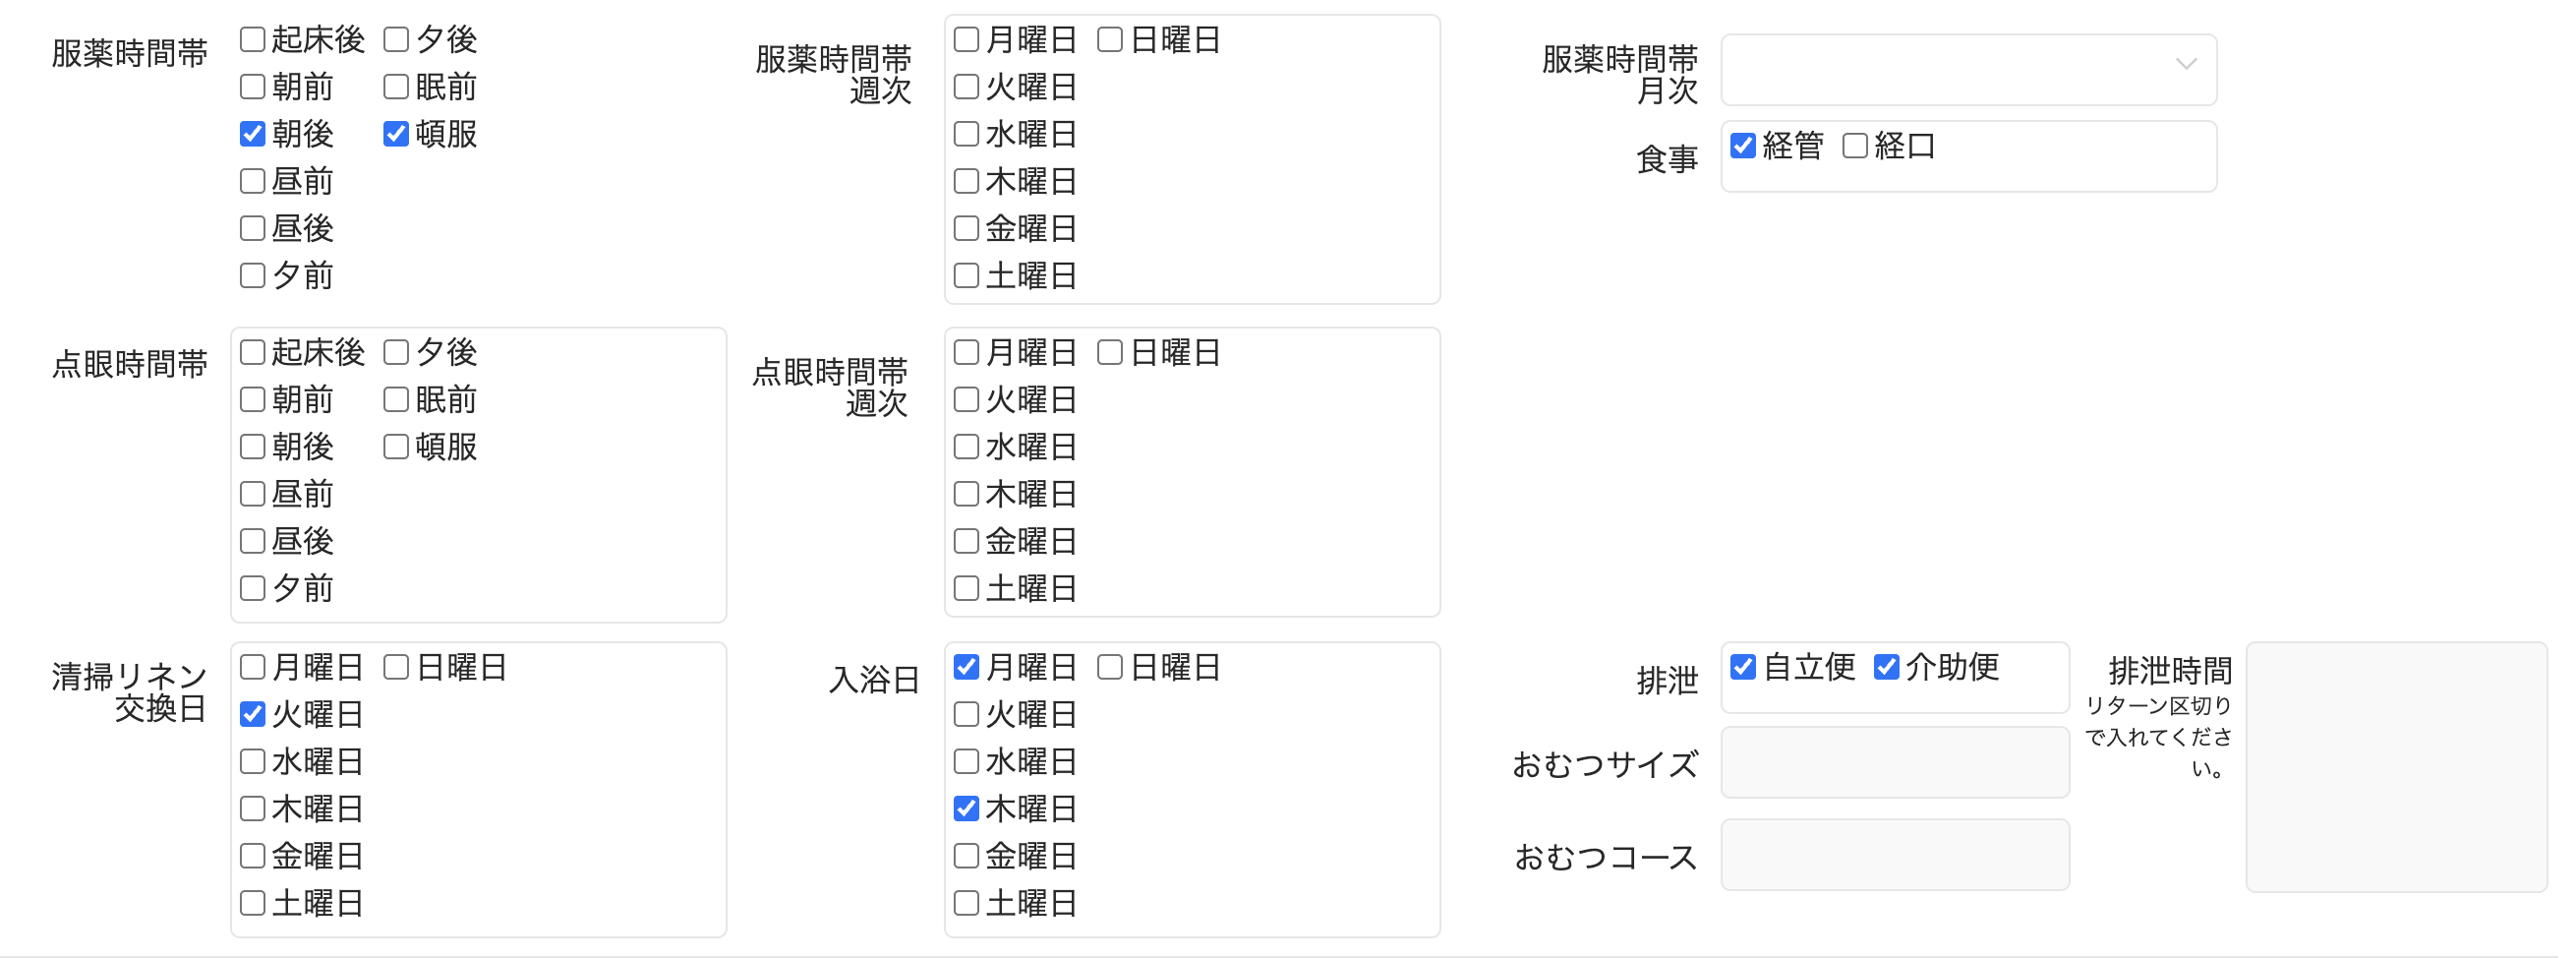 服薬時間帯
起床後 夕後
朝前 眠前
朝後 頓服
昼前
昼後
夕前
服薬時間帯
週次
月曜日 日曜日
火曜日
水曜日
木曜日
金曜日
土曜日
服薬時間帯
月次
食事
経管 経口
点眼時間帯
起床後 夕後
朝前 眠前
朝後 頓服
昼前
昼後
夕前
点眼時間帯
週次
月曜日 日曜日
火曜日
水曜日
木曜日
金曜日
土曜日
清掃リネン
交換日
月曜日 日曜日
火曜日
水曜日
木曜日
金曜日
土曜日
入浴日
月曜日 日曜日
火曜日
水曜日
木曜日
金曜日
土曜日
排泄
自立便 介助便
おむつサイズ
おむつコース
排泄時間
リターン区切り
で入れてくださ
い。